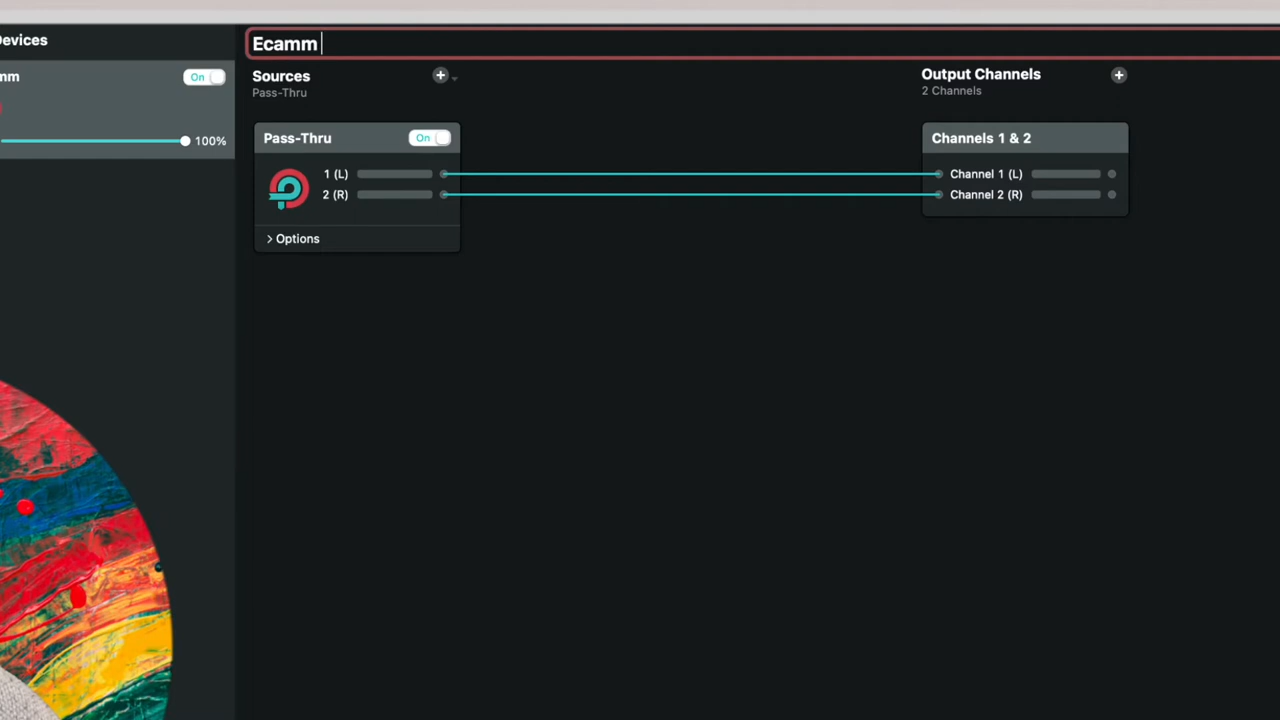 Devices
mm
On
100%
Ecamm
Sources
Pass-Thru
Output Channels
2 Channels
Pass-Thru
On
1 (L)
2 (R)
Options
Channels 1 & 2
Channel 1 (L)
Channel 2 (R)